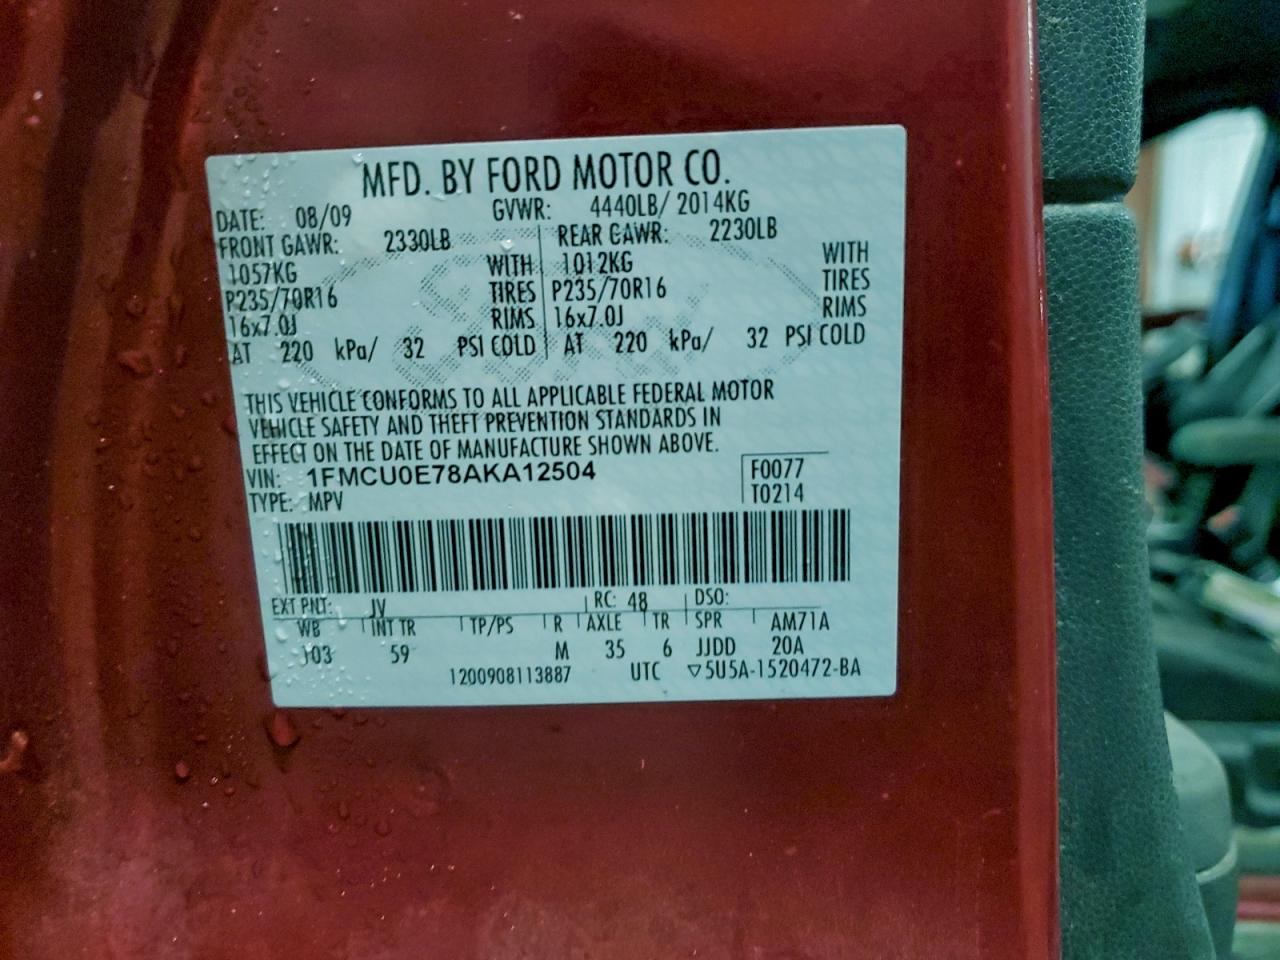 MFD. BY FORD MOTOR CO.
DATE: 08/09 GVWR: 4440LB/ 2014KG
FRONT GAWR: 2330LB REAR GAWR: 2230LB
1057KG WITH 1012KG WITH
P235/70R16 TIRES P235/70R16 TIRES
16x7.0J RIMS 16x7.0J RIMS
AT 220 kPa/ 32 PSI COLD AT 220 kPa/ 32 PSI COLD
THIS VEHICLE CONFORMS TO ALL APPLICABLE FEDERAL MOTOR
VEHICLE SAFETY AND THEFT PREVENTION STANDARDS IN
EFFECT ON THE DATE OF MANUFACTURE SHOWN ABOVE.
VIN: 1FMCU0E78AKA12504 F0077
TYPE: MPV T0214
EXT PNT: JV RC: 48 DSO:
WB INT TR TP/PS R AXLE TR SPR AM71A
103 59 M 35 6 JJDD 20A
1200908113887 UTC ▽5U5A-1520472-BA